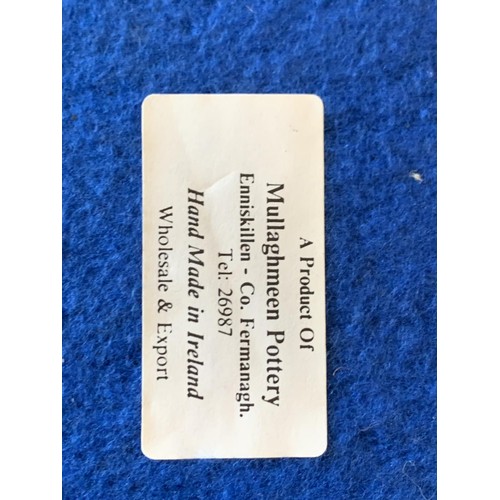 A Product Of
Mullaghmeen Pottery
Enniskillen - Co. Fermanagh.
Tel: 26987
Hand Made in Ireland
Wholesale & Export